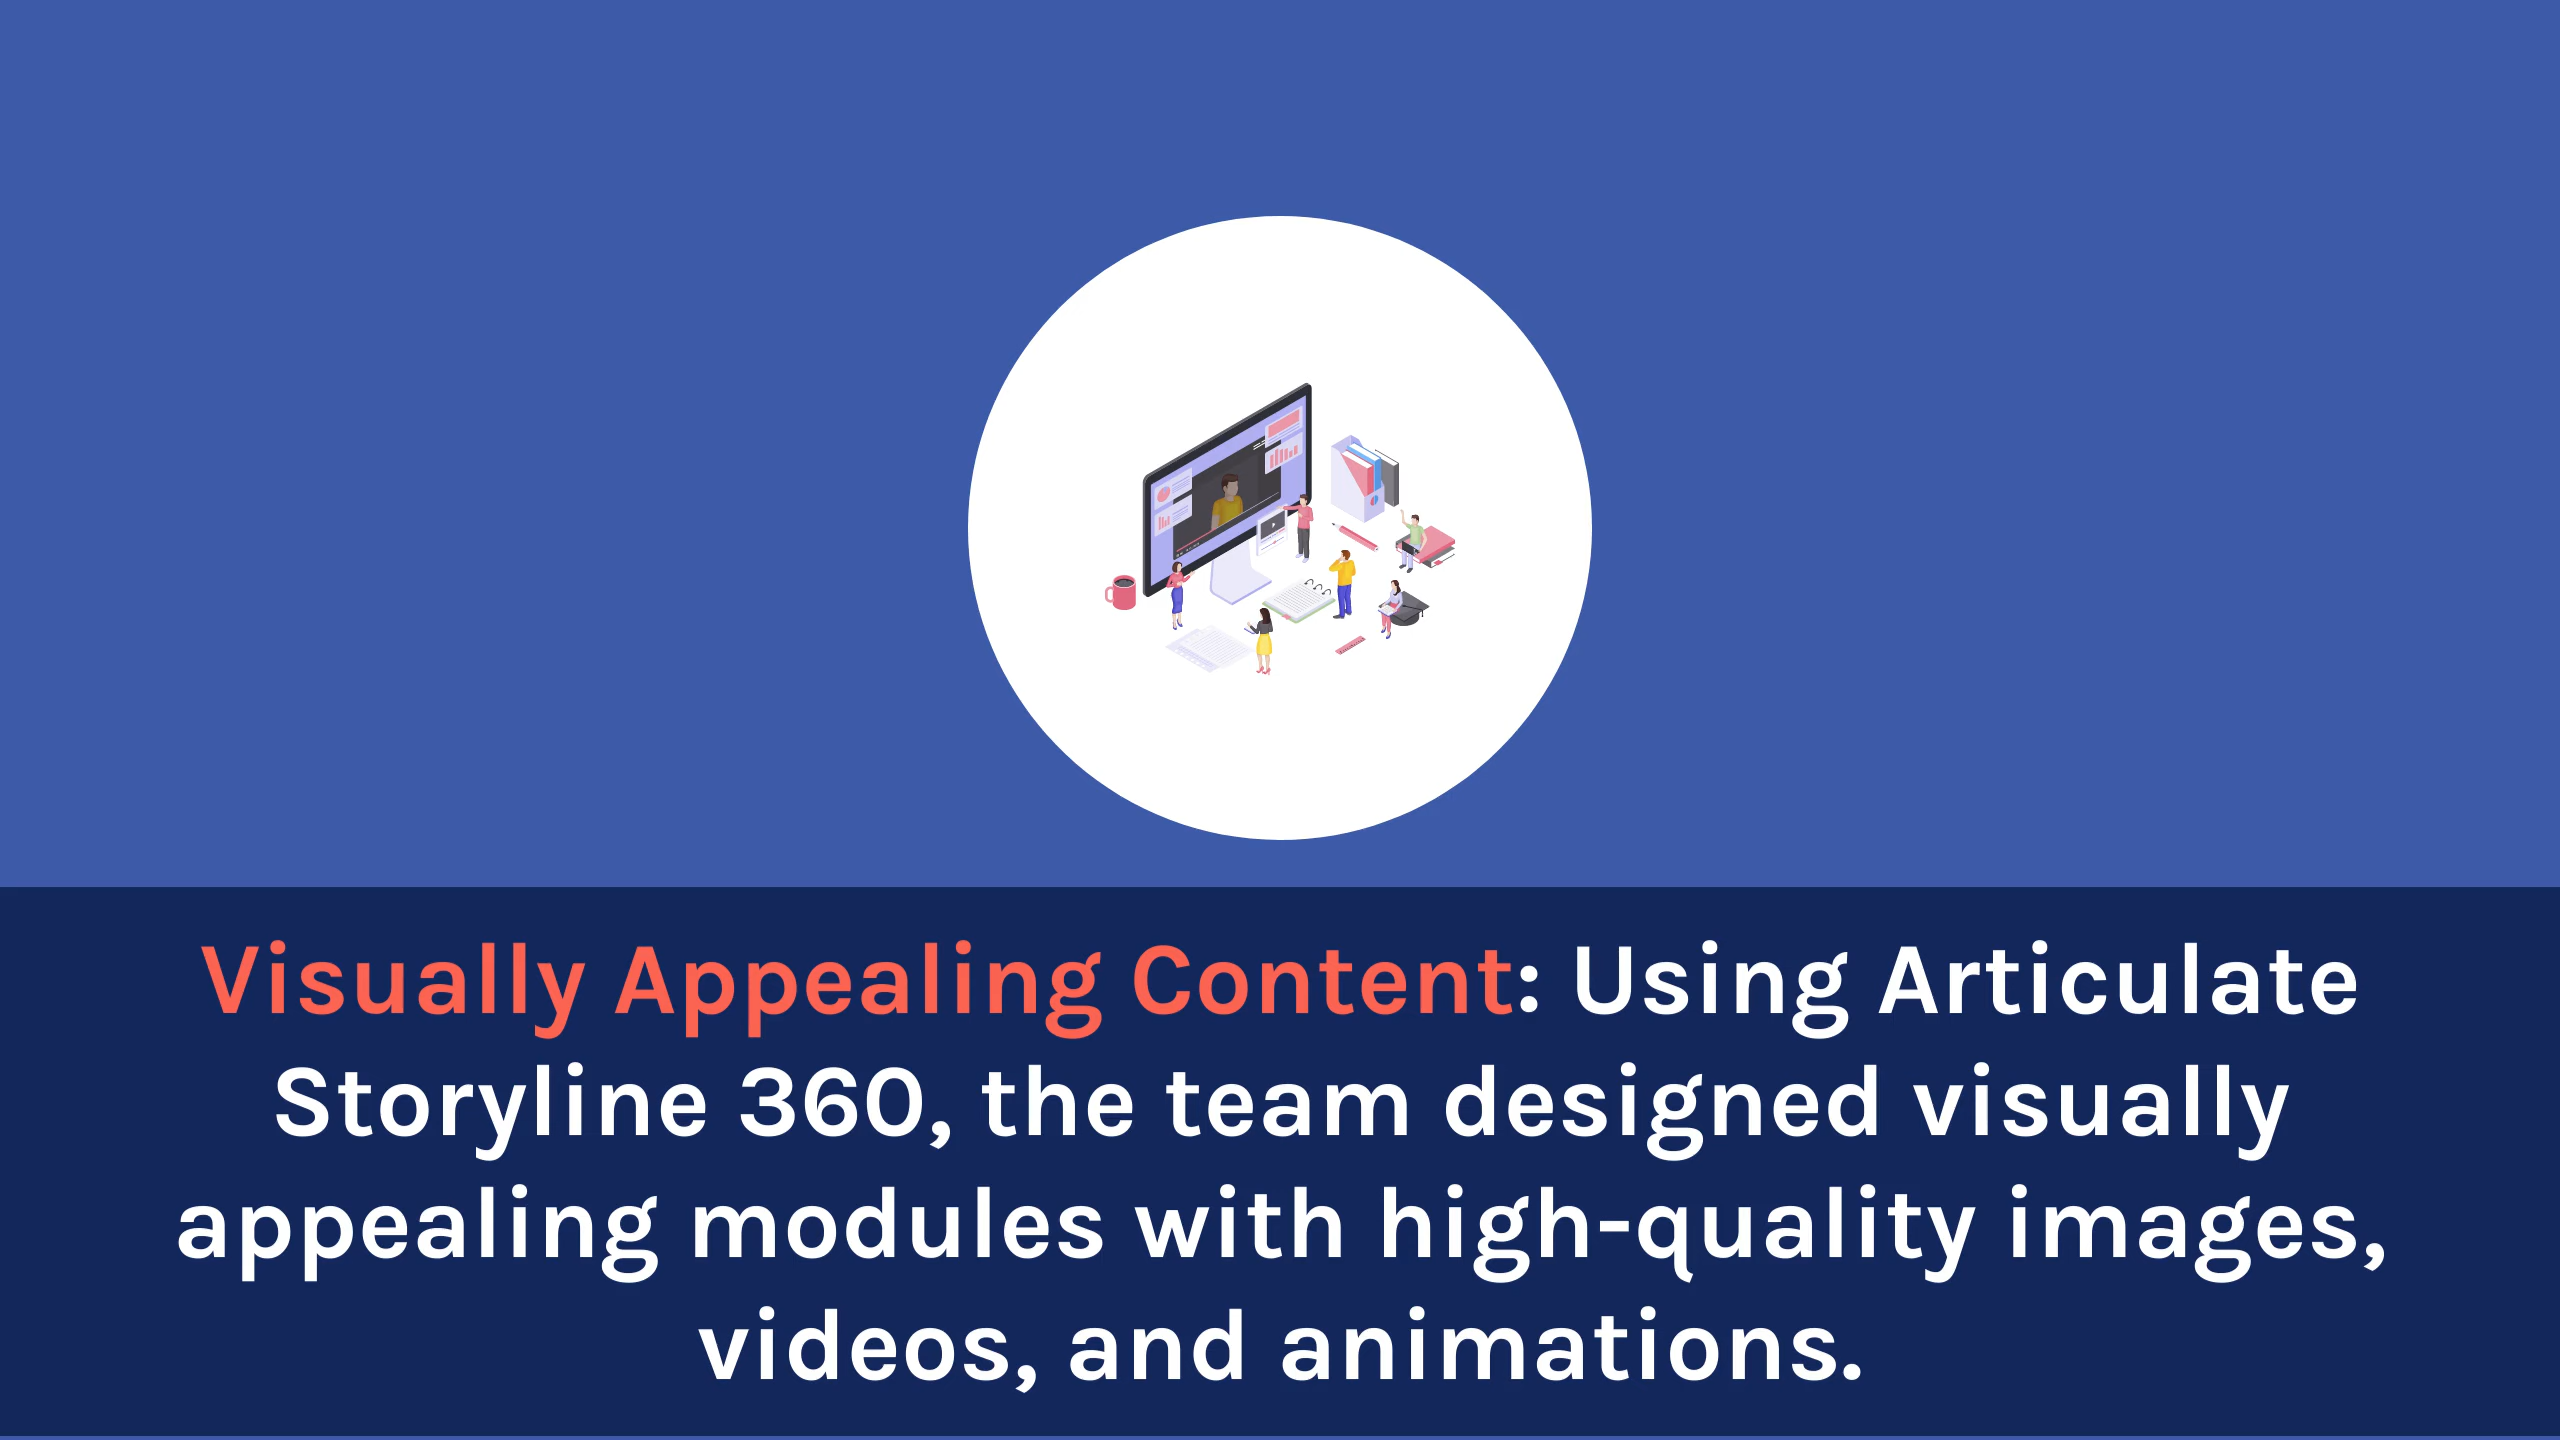 Visually Appealing Content: Using Articulate
Storyline 360, the team designed visually
appealing modules with high-quality images,
videos, and animations.